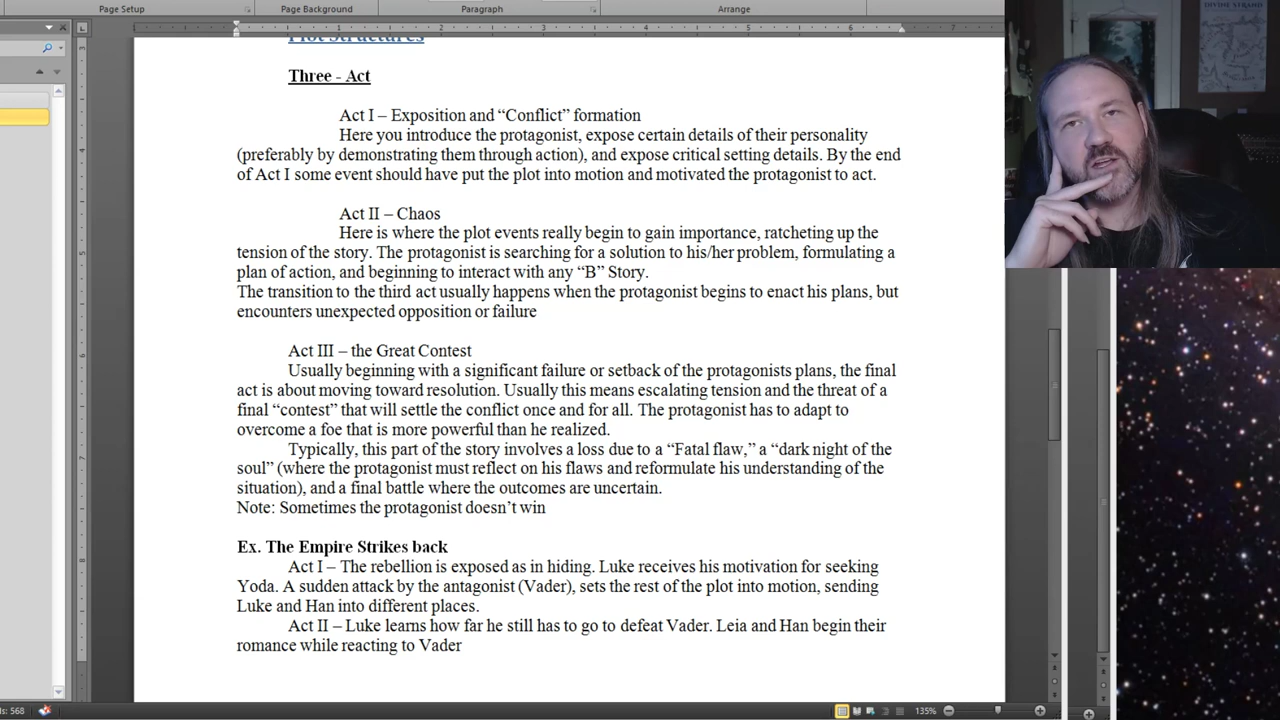 Page Setup
Page Background
Paragraph
Arrange
1
2
3
4
5
6
7
DIVINE STRAND
Plot Structures
Three - Act
Act I – Exposition and “Conflict” formation
Here you introduce the protagonist, expose certain details of their personality
(preferably by demonstrating them through action), and expose critical setting details. By the end
of Act I some event should have put the plot into motion and motivated the protagonist to act.
Act II – Chaos
Here is where the plot events really begin to gain importance, ratcheting up the
tension of the story. The protagonist is searching for a solution to his/her problem, formulating a
plan of action, and beginning to interact with any “B” Story.
The transition to the third act usually happens when the protagonist begins to enact his plans, but
encounters unexpected opposition or failure
Act III – the Great Contest
Usually beginning with a significant failure or setback of the protagonists plans, the final
act is about moving toward resolution. Usually this means escalating tension and the threat of a
final “contest” that will settle the conflict once and for all. The protagonist has to adapt to
overcome a foe that is more powerful than he realized.
Typically, this part of the story involves a loss due to a “Fatal flaw,” a “dark night of the
soul” (where the protagonist must reflect on his flaws and reformulate his understanding of the
situation), and a final battle where the outcomes are uncertain.
Note: Sometimes the protagonist doesn’t win
Ex. The Empire Strikes back
Act I – The rebellion is exposed as in hiding. Luke receives his motivation for seeking
Yoda. A sudden attack by the antagonist (Vader), sets the rest of the plot into motion, sending
Luke and Han into different places.
Act II – Luke learns how far he still has to go to defeat Vader. Leia and Han begin their
romance while reacting to Vader
ds: 568
135%